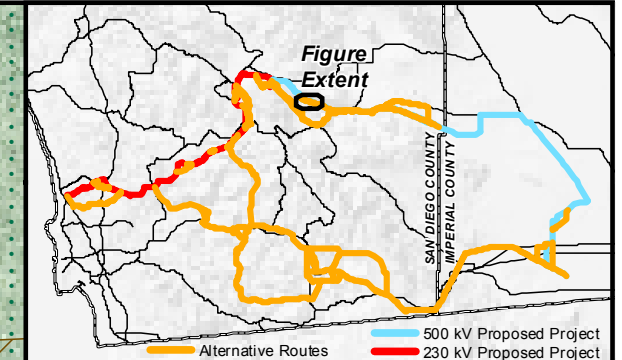 Figure
Extent
SAN DIEGO COUNTY
IMPERIAL COUNTY
500 kV Proposed Project
Alternative Routes
230 kV Proposed Project